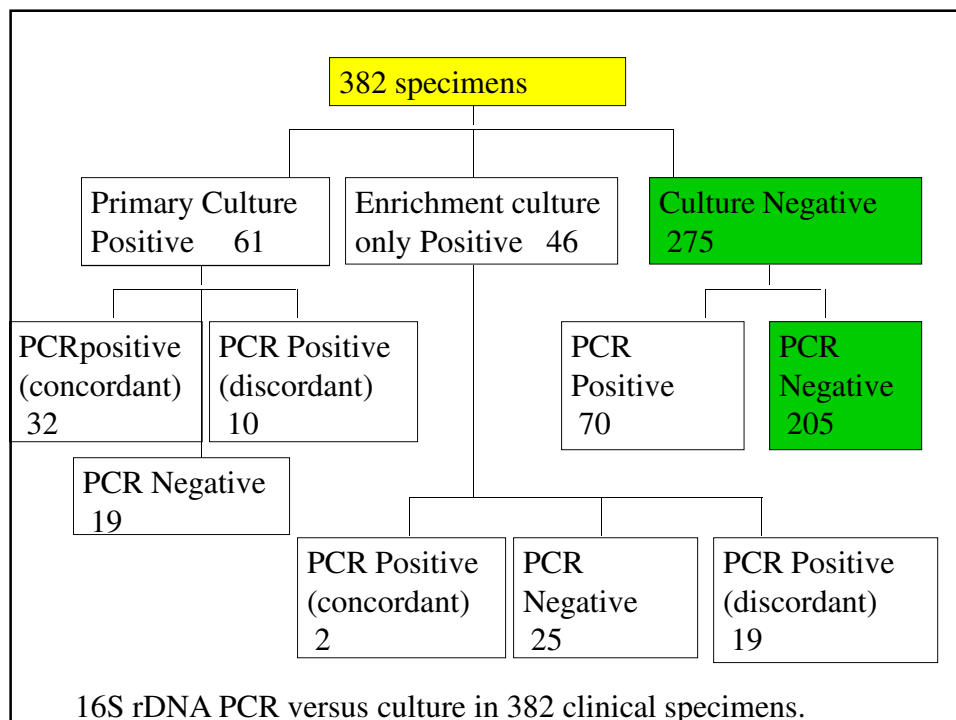 382 specimens
Primary Culture
Positive 61
Enrichment culture
only Positive 46
Culture Negative
275
PCRpositive
(concordant)
32
PCR Positive
(discordant)
10
PCR Negative
19
PCR
Positive
70
PCR
Negative
205
PCR Positive
(concordant)
2
PCR
Negative
25
PCR Positive
(discordant)
19
16S rDNA PCR versus culture in 382 clinical specimens.